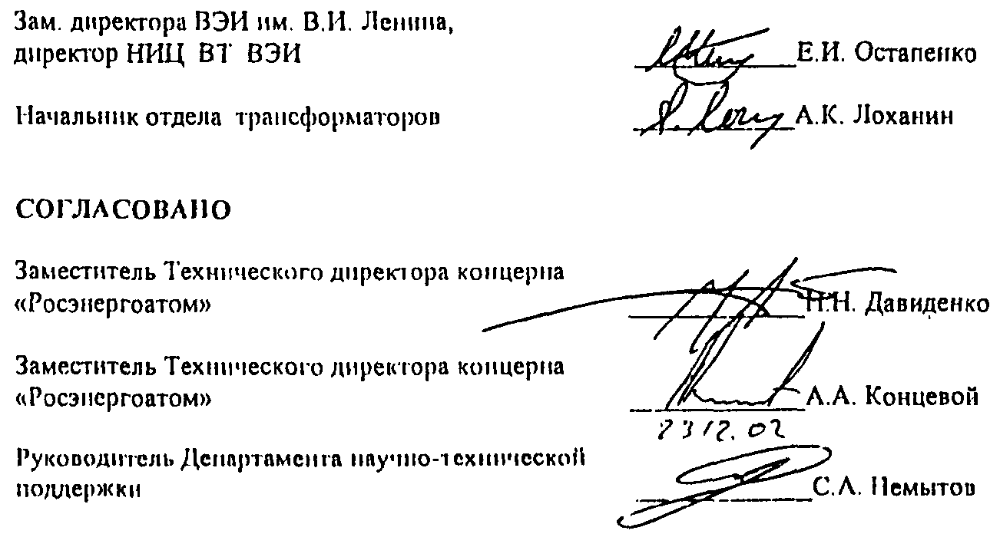 Зам. директора ВЭИ им. В.И. Ленина,
директор НИЦ ВТ ВЭИ Е.И. Остапенко
Начальник отдела трансформаторов А.К. Лоханин
СОГЛАСОВАНО
Заместитель Технического директора концерна
«Росэнергоатом» Н.Н. Давиденко
Заместитель Технического директора концерна
«Росэнергоатом» А.А. Концевой
23 12. 02
Руководитель Департамента научно-технической
поддержки С.А. Немытов